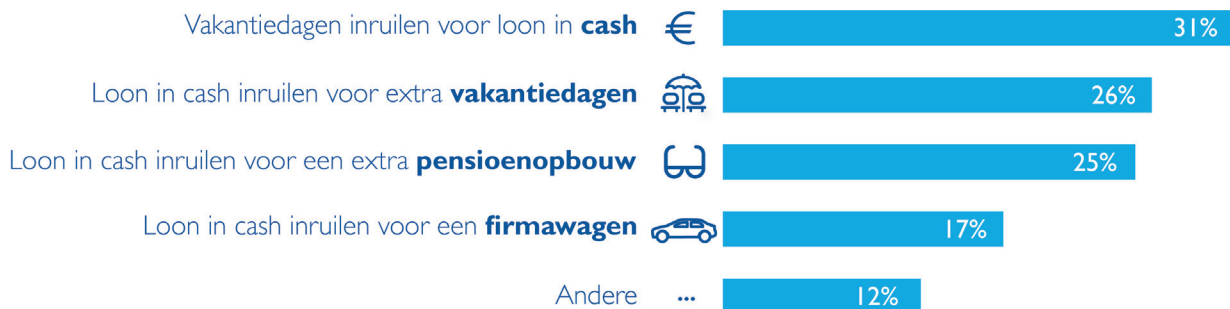 Vakantiedagen inruilen voor loon in cash € 31%
Loon in cash inruilen voor extra vakantiedagen 26%
Loon in cash inruilen voor een extra pensioenopbouw 25%
Loon in cash inruilen voor een firmawagen 17%
Andere ... 12%